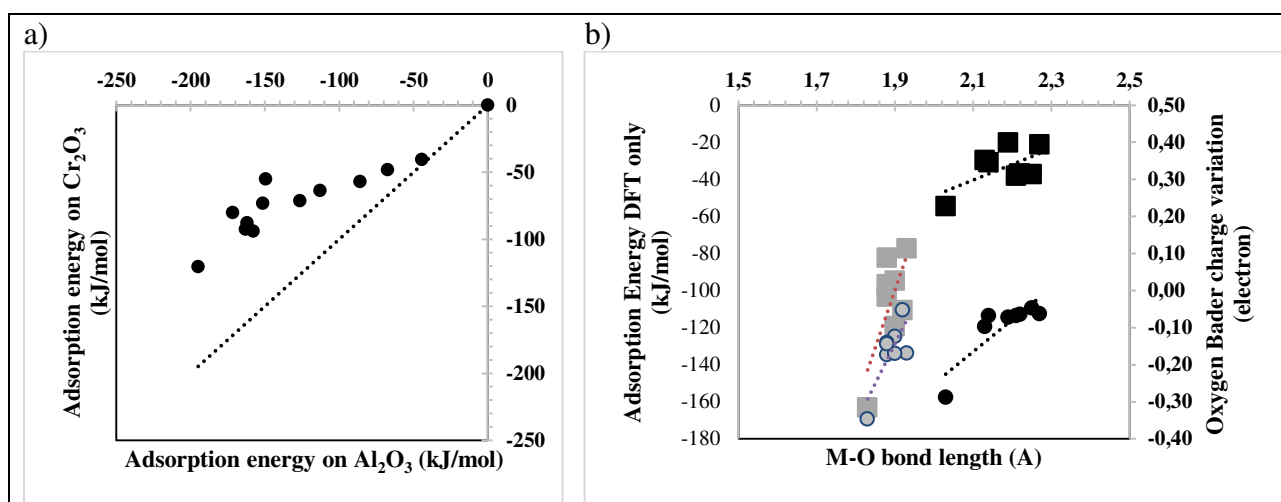 a)
-250 -200 -150 -100 -50 0
0
-50
-100
-150
-200
-250
Adsorption energy on Cr2O3
(kJ/mol)
Adsorption energy on Al2O3 (kJ/mol)
b)
1,5 1,7 1,9 2,1 2,3 2,5
0
-20
-40
-60
-80
-100
-120
-140
-160
-180
Adsorption Energy DFT only
(kJ/mol)
0,50
0,40
0,30
0,20
0,10
0,00
-0,10
-0,20
-0,30
-0,40
Oxygen Bader charge variation
(electron)
M-O bond length (A)